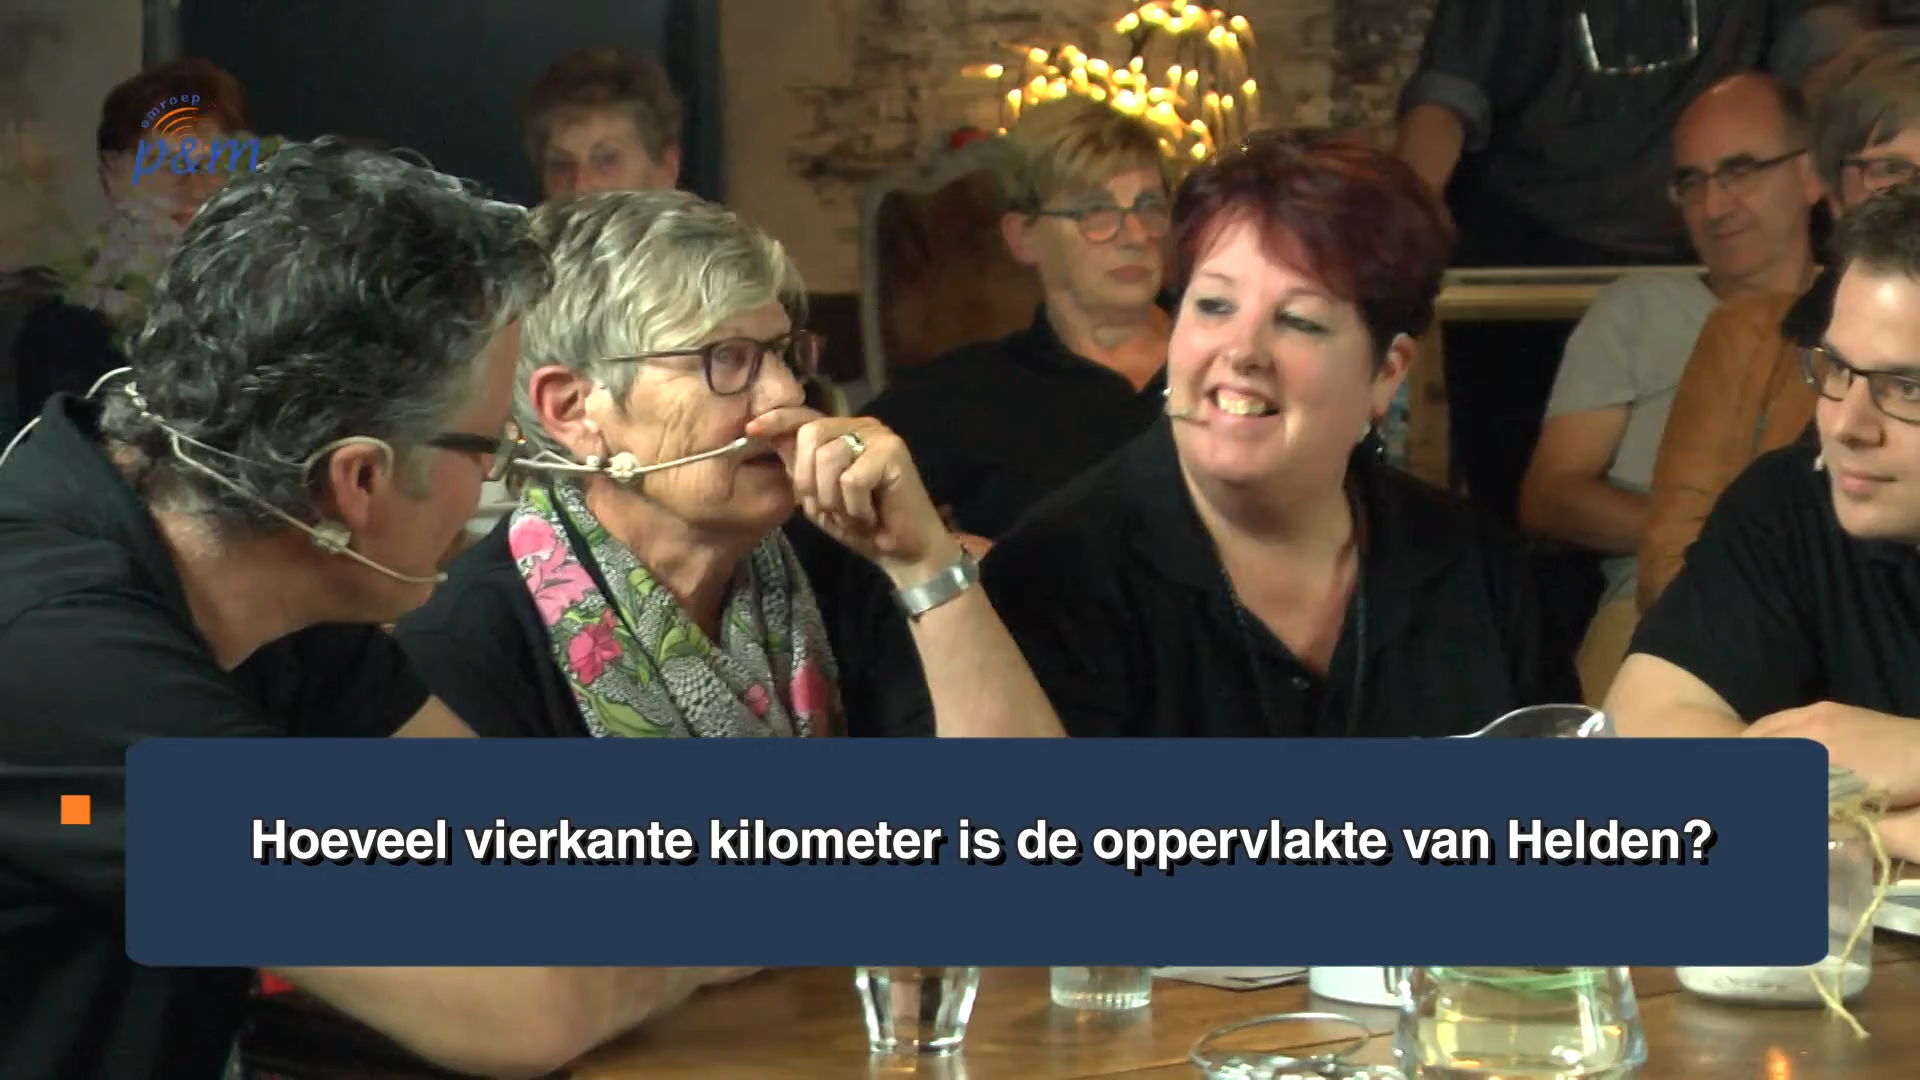 omroep
p&m
Hoeveel vierkante kilometer is de oppervlakte van Helden?